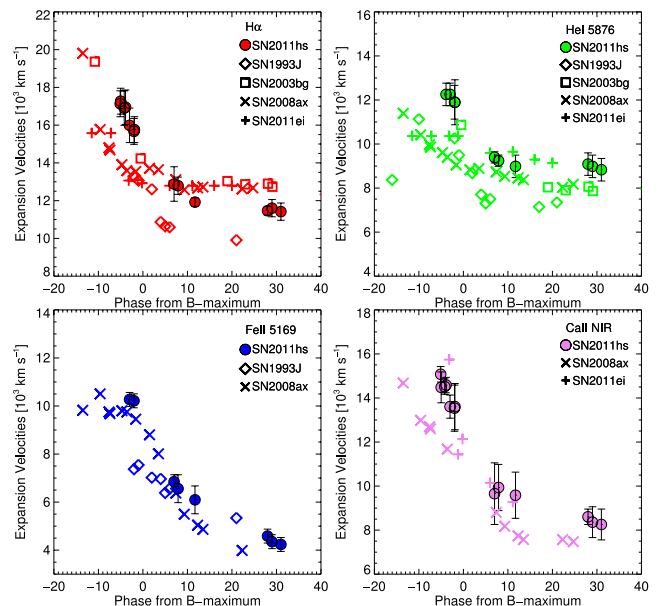 Hα
SN2011hs
SN1993J
SN2003bg
SN2008ax
SN2011ei
22
20
18
16
14
12
10
8
Expansion Velocities [10³ km s⁻¹]
-20 -10 0 10 20 30 40
Phase from B-maximum
HeI 5876
SN2011hs
SN1993J
SN2003bg
SN2008ax
SN2011ei
16
14
12
10
8
6
4
Expansion Velocities [10³ km s⁻¹]
-20 -10 0 10 20 30 40
Phase from B-maximum
FeII 5169
SN2011hs
SN1993J
SN2008ax
14
12
10
8
6
4
Expansion Velocities [10³ km s⁻¹]
-20 -10 0 10 20 30 40
Phase from B-maximum
CaII NIR
SN2011hs
SN2008ax
SN2011ei
18
16
14
12
10
8
6
Expansion Velocities [10³ km s⁻¹]
-20 -10 0 10 20 30 40
Phase from B-maximum